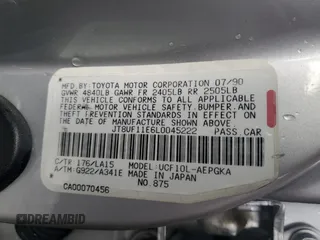 MFD.BY:TOYOTA MOTOR CORPORATION 07/90
GVWR 4840LB GAWR FR 2405LB RR 2505LB
THIS VEHICLE CONFORMS TO ALL APPLICABLE
FEDERAL MOTOR VEHICLE SAFETY,BUMPER,AND
THEFT PREVENTION STANDARDS IN EFFECT
ON THE DATE OF MANUFACTURE SHOWN ABOVE.
JT8UF11E6L0045222 PASS.CAR
C/TR 176/LA15 MODEL:UCF10L-AEPGKA
A/TM G922/A341E MADE IN JAPAN
CA00070456 NO.875
DREAMBID